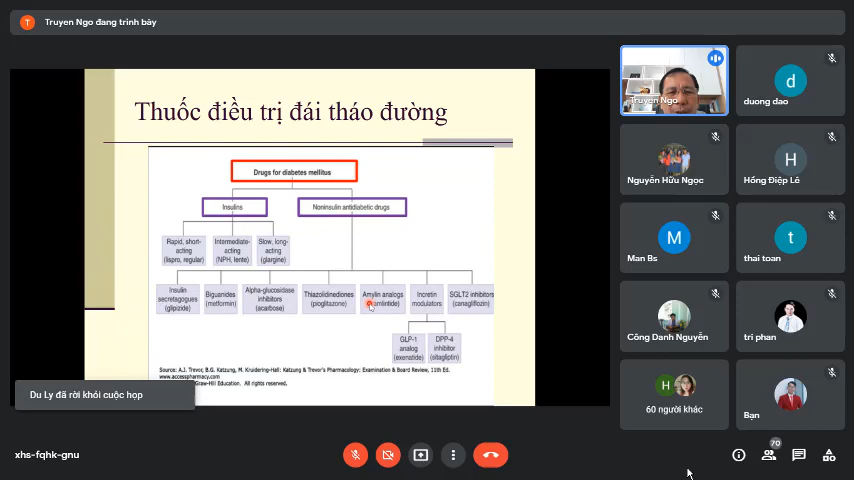 T
Truyen Ngo đang trình bày
Thuốc điều trị đái tháo đường
Drugs for diabetes mellitus
Insulins
Noninsulin antidiabetic drugs
Rapid, short-
acting
(lispro, regular)
Intermediate-
acting
(NPH, lente)
Slow, long-
acting
(glargine)
Insulin
secretagogues
(glipizide)
Biguanides
(metformin)
Alpha-glucosidase
inhibitors
(acarbose)
Thiazolidinediones
(pioglitazone)
Amylin analogs
Incretin
modulators
SGLT2 inhibitors
(canagliflozin)
GLP-1
analog
(exenatide)
DPP-4
inhibitor
(sitagliptin)
Source: A.J. Trevor, B.G. Katzung, M. Kruidering-Hall: Katzung & Trevor's Pharmacology: Examination & Board Review, 11th Ed.
www.accesspharmacy.com
Graw-Hill Education. All rights reserved.
Du Ly đã rời khỏi cuộc họp
Truyen Ngo
d
duong dao
Nguyễn Hữu Ngọc
H
Hồng Điệp Lê
M
Man Bs
t
thai toan
Công Danh Nguyễn
tri phan
H
60 người khác
Bạn
xhs-fqhk-gnu
70